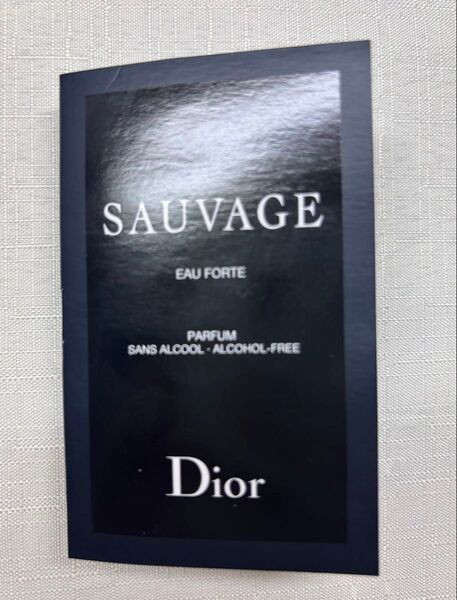 SAUVAGE
EAU FORTE
PARFUM
SANS ALCOOL - ALCOHOL-FREE
Dior